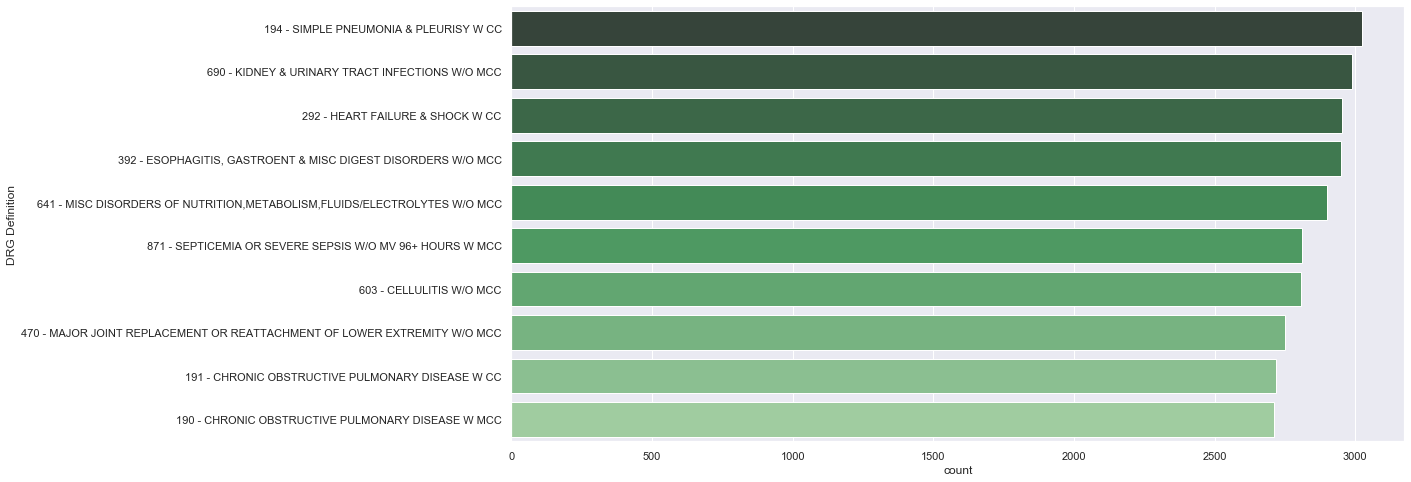 194 - SIMPLE PNEUMONIA & PLEURISY W CC
690 - KIDNEY & URINARY TRACT INFECTIONS W/O MCC
292 - HEART FAILURE & SHOCK W CC
392 - ESOPHAGITIS, GASTROENT & MISC DIGEST DISORDERS W/O MCC
641 - MISC DISORDERS OF NUTRITION,METABOLISM,FLUIDS/ELECTROLYTES W/O MCC
871 - SEPTICEMIA OR SEVERE SEPSIS W/O MV 96+ HOURS W MCC
603 - CELLULITIS W/O MCC
470 - MAJOR JOINT REPLACEMENT OR REATTACHMENT OF LOWER EXTREMITY W/O MCC
191 - CHRONIC OBSTRUCTIVE PULMONARY DISEASE W CC
190 - CHRONIC OBSTRUCTIVE PULMONARY DISEASE W MCC
DRG Definition
0 500 1000 1500 2000 2500 3000
count